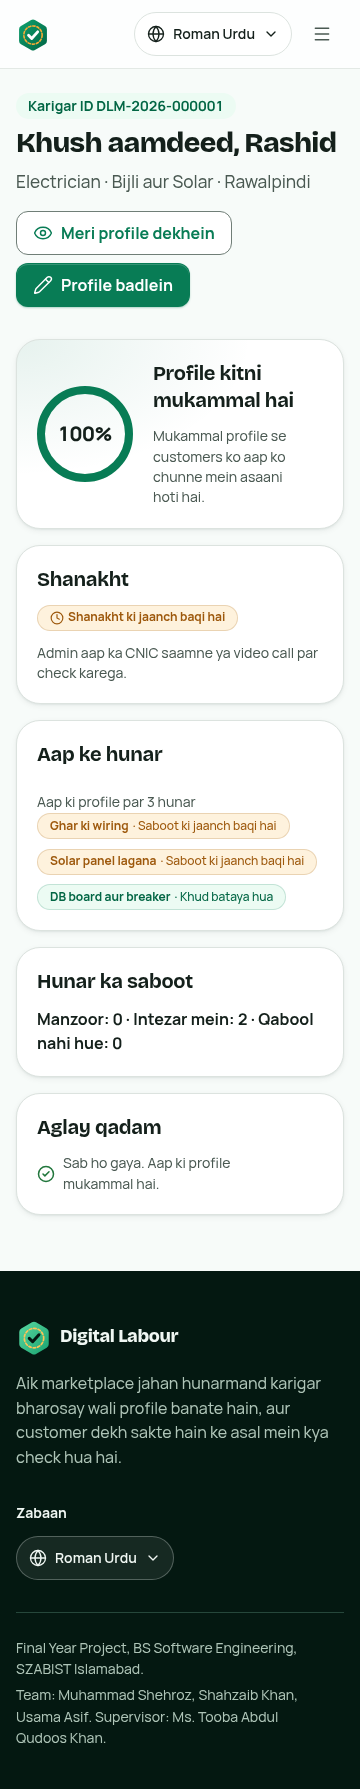 Roman Urdu
Karigar ID DLM-2026-000001
Khush aamdeed, Rashid
Electrician · Bijli aur Solar · Rawalpindi
Meri profile dekhein
Profile badlein
100%
Profile kitni
mukammal hai
Mukammal profile se
customers ko aap ko
chunne mein asaani
hoti hai.
Shanakht
Shanakht ki jaanch baqi hai
Admin aap ka CNIC saamne ya video call par
check karega.
Aap ke hunar
Aap ki profile par 3 hunar
Ghar ki wiring · Saboot ki jaanch baqi hai
Solar panel lagana · Saboot ki jaanch baqi hai
DB board aur breaker · Khud bataya hua
Hunar ka saboot
Manzoor: 0 · Intezar mein: 2 · Qabool
nahi hue: 0
Aglay qadam
Sab ho gaya. Aap ki profile
mukammal hai.
Digital Labour
Aik marketplace jahan hunarmand karigar
bharosay wali profile banate hain, aur
customer dekh sakte hain ke asal mein kya
check hua hai.
Zabaan
Roman Urdu
Final Year Project, BS Software Engineering,
SZABIST Islamabad.
Team: Muhammad Shehroz, Shahzaib Khan,
Usama Asif. Supervisor: Ms. Tooba Abdul
Qudoos Khan.